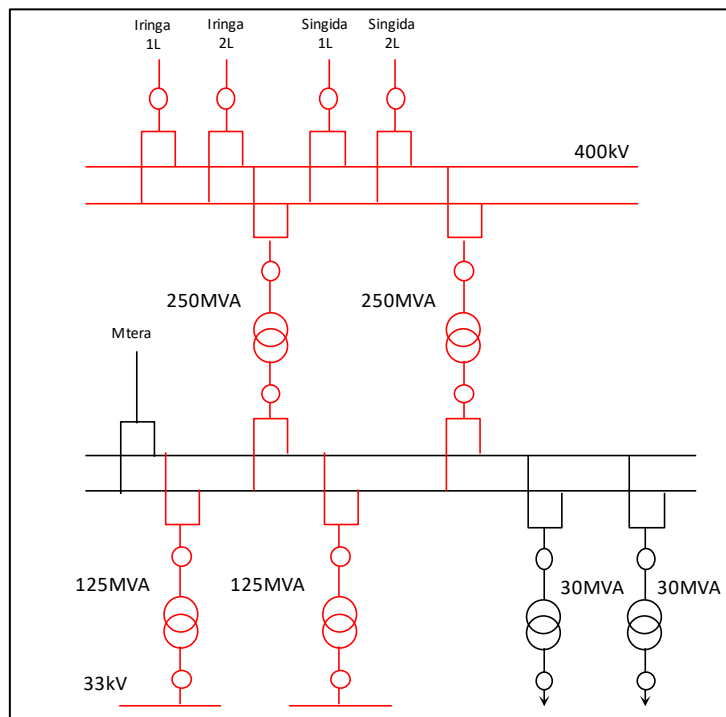 Iringa
1L
Iringa
2L
Singida
1L
Singida
2L
400kV
250MVA
250MVA
Mtera
125MVA
125MVA
30MVA
30MVA
33kV